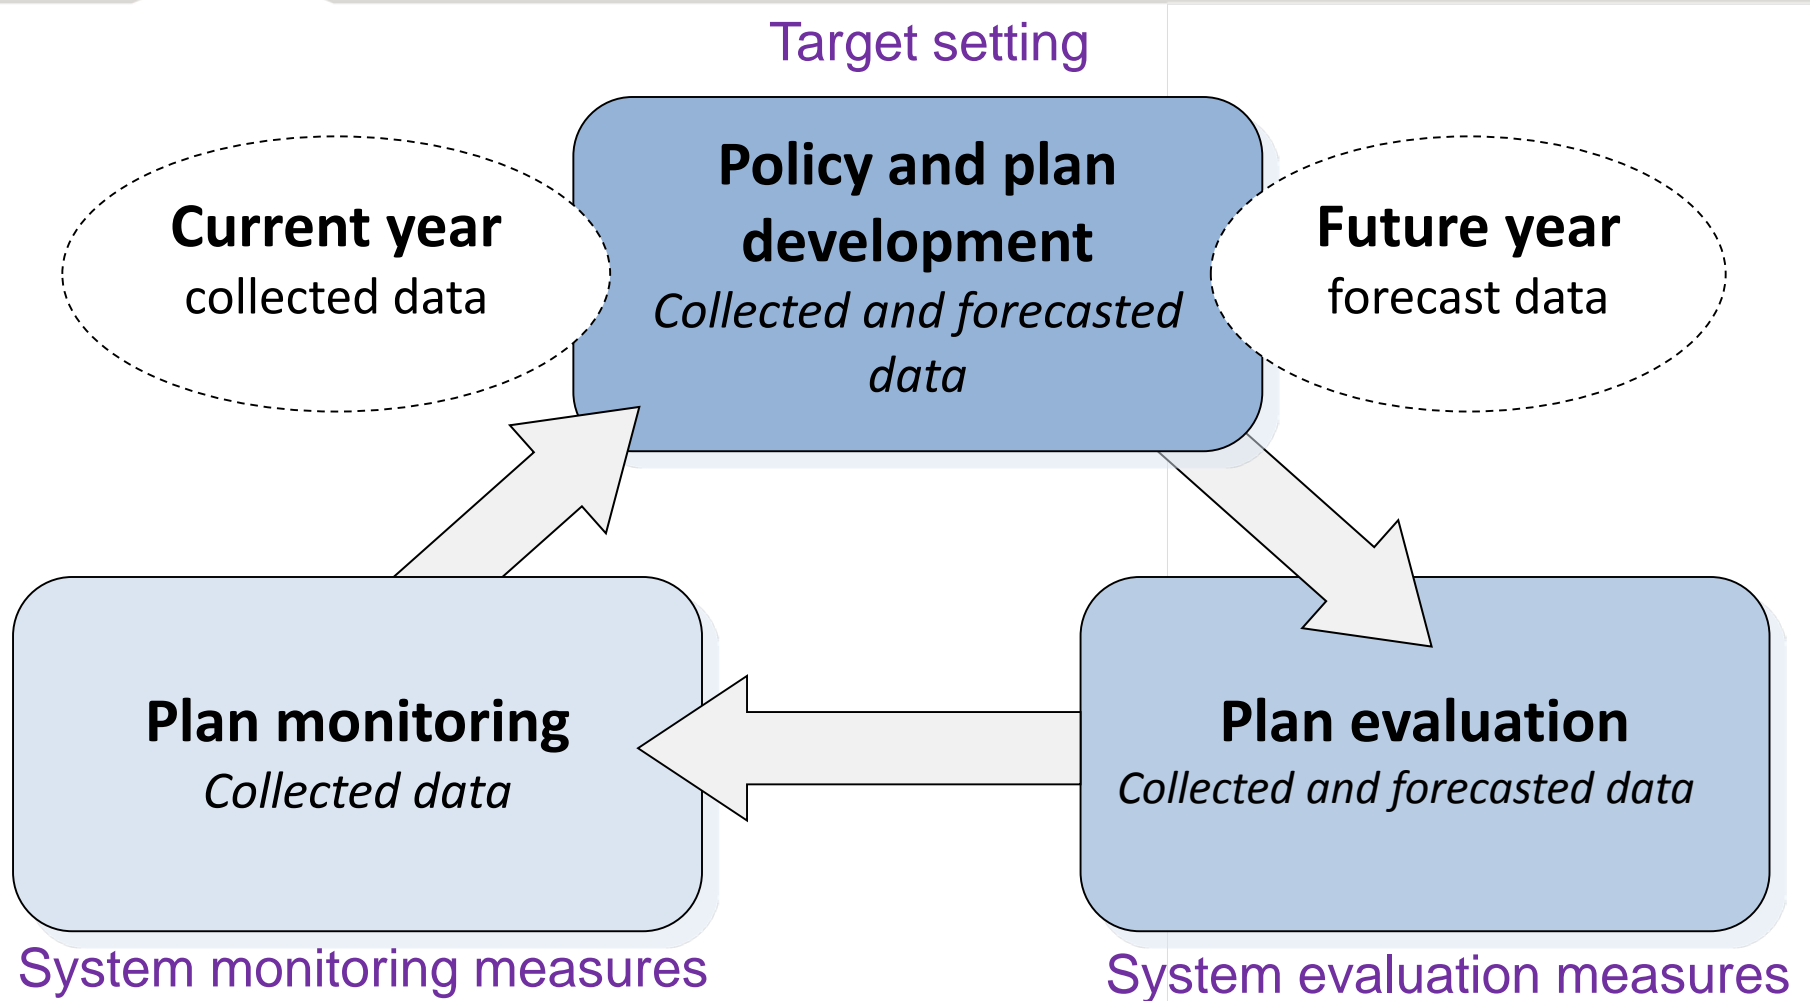 Target setting
Current year
collected data
Policy and plan
development
Collected and forecasted
data
Future year
forecast data
Plan monitoring
Collected data
Plan evaluation
Collected and forecasted data
System monitoring measures
System evaluation measures